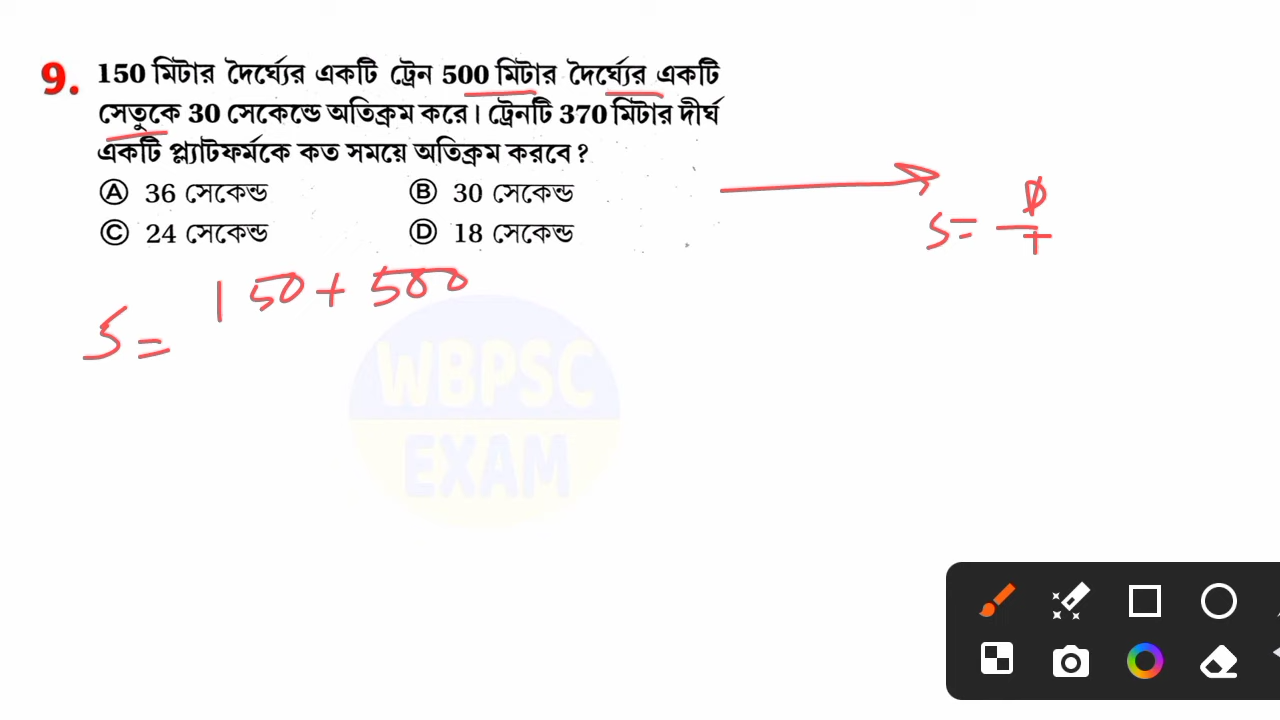 9. 150 মিটার দৈর্ঘ্যের একটি ট্রেন 500 মিটার দৈর্ঘ্যের একটি
সেতুকে 30 সেকেন্ডে অতিক্রম করে। ট্রেনটি 370 মিটার দীর্ঘ
একটি প্ল্যাটফর্মকে কত সময়ে অতিক্রম করবে?
Ⓐ 36 সেকেন্ড Ⓑ 30 সেকেন্ড
Ⓒ 24 সেকেন্ড Ⓓ 18 সেকেন্ড
S = D/T
S = 150 + 500
WBPSC
EXAM